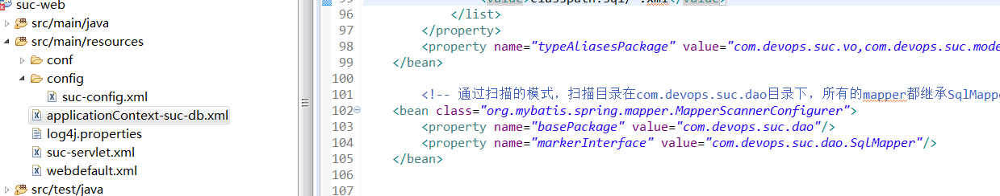 suc-web
src/main/java
src/main/resources
conf
config
suc-config.xml
applicationContext-suc-db.xml
log4j.properties
suc-servlet.xml
webdefault.xml
src/test/java
95
96 </list>
97 </property>
98 <property name="typeAliasesPackage" value="com.devops.suc.vo,com.devops.suc.mode
99 </bean>
100
101 <!-- 通过扫描的模式，扫描目录在com.devops.suc.dao目录下，所有的mapper都继承SqlMappe
102 <bean class="org.mybatis.spring.mapper.MapperScannerConfigurer">
103 <property name="basePackage" value="com.devops.suc.dao"/>
104 <property name="markerInterface" value="com.devops.suc.dao.SqlMapper"/>
105 </bean>
106
107